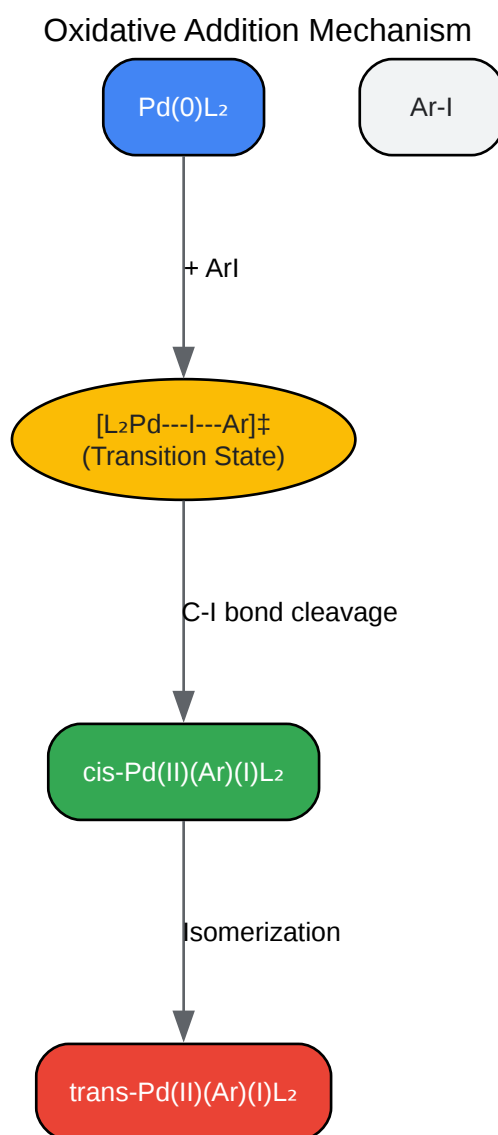 Oxidative Addition Mechanism
Pd(0)L₂
Ar-I
+ ArI
[L₂Pd---I---Ar]‡
(Transition State)
C-I bond cleavage
cis-Pd(II)(Ar)(I)L₂
Isomerization
trans-Pd(II)(Ar)(I)L₂